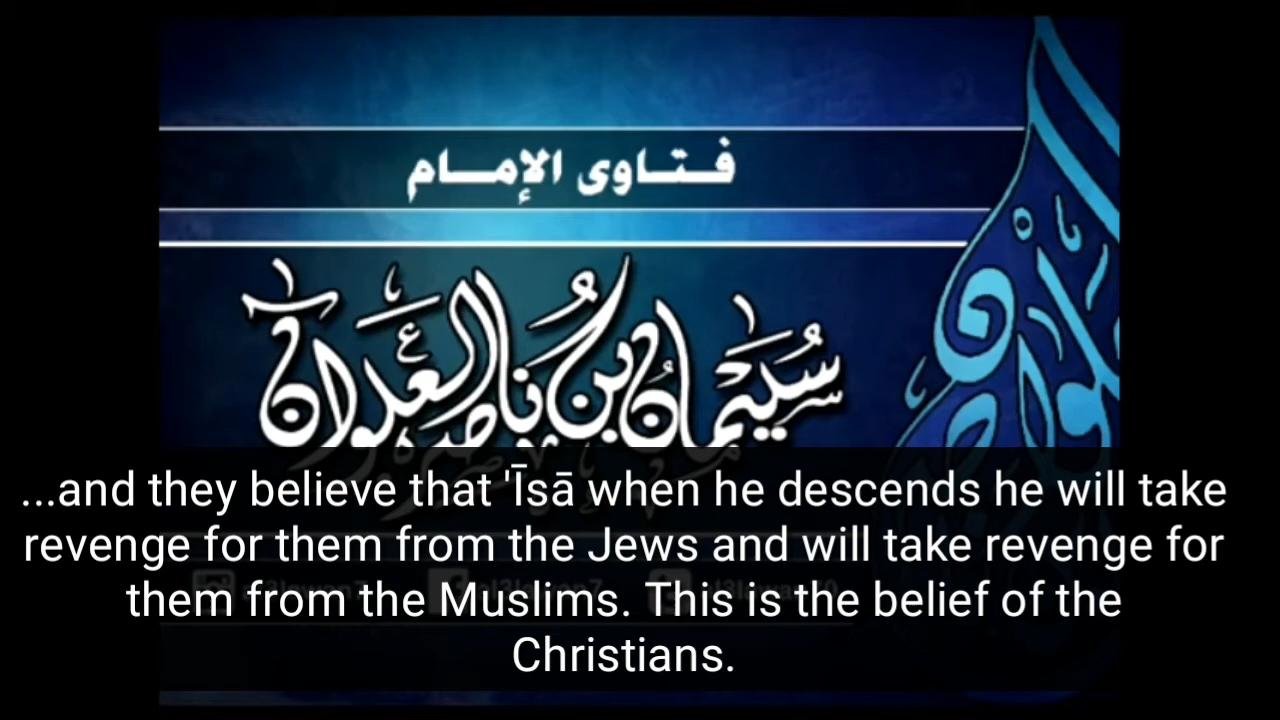 فتاوى الإمام
سليمان بن ناصر العلوان
...and they believe that 'Īsā when he descends he will take
revenge for them from the Jews and will take revenge for
them from the Muslims. This is the belief of the
Christians.